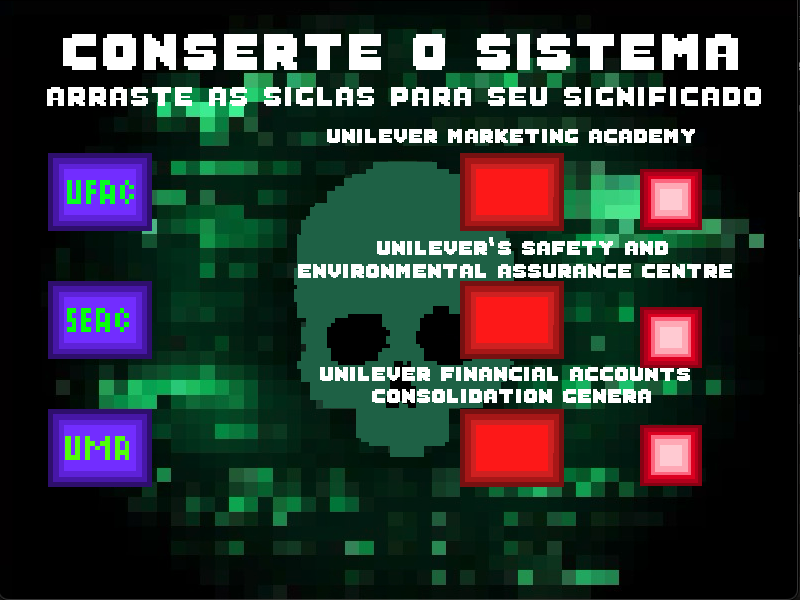 CONSERTE O SISTEMA
ARRASTE AS SIGLAS PARA SEU SIGNIFICADO
UNILEVER MARKETING ACADEMY
UFAC
UNILEVER'S SAFETY AND
ENVIRONMENTAL ASSURANCE CENTRE
SEAC
UNILEVER FINANCIAL ACCOUNTS
CONSOLIDATION GENERA
UMA